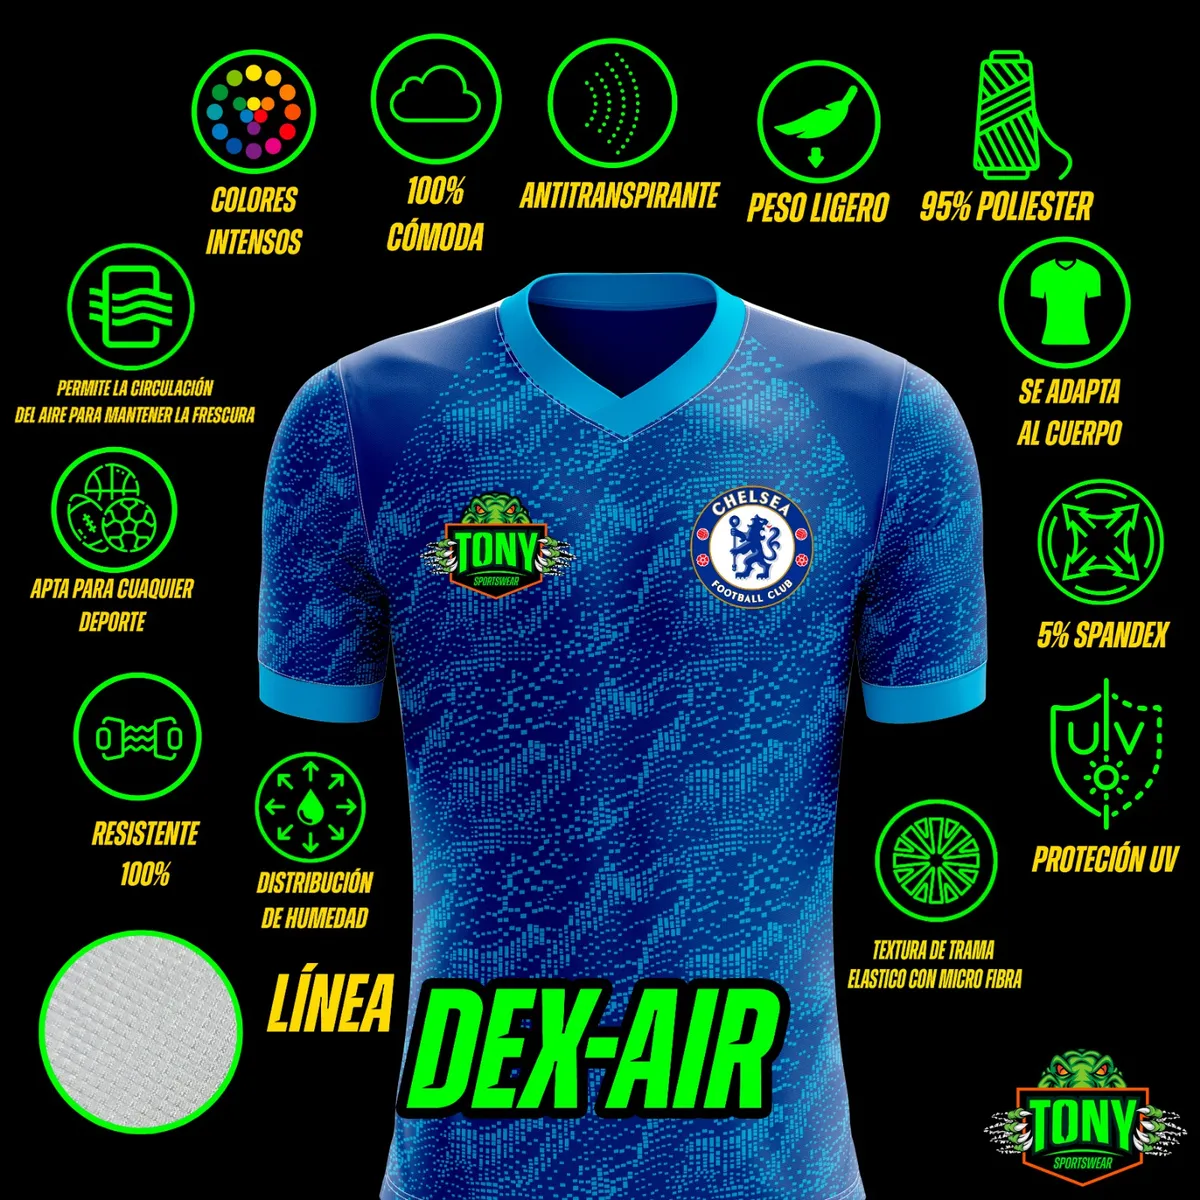 COLORES
INTENSOS
100%
CÓMODA
ANTITRANSPIRANTE
PESO LIGERO
95% POLIESTER
PERMITE LA CIRCULACIÓN
DEL AIRE PARA MANTENER LA FRESCURA
SE ADAPTA
AL CUERPO
APTA PARA CUAQUIER
DEPORTE
TONY
SPORTSWEAR
CHELSEA
FOOTBALL CLUB
5% SPANDEX
UV
PROTECIÓN UV
RESISTENTE
100%
DISTRIBUCIÓN
DE HUMEDAD
TEXTURA DE TRAMA
ELASTICO CON MICRO FIBRA
LÍNEA
DEX-AIR
TONY
SPORTSWEAR